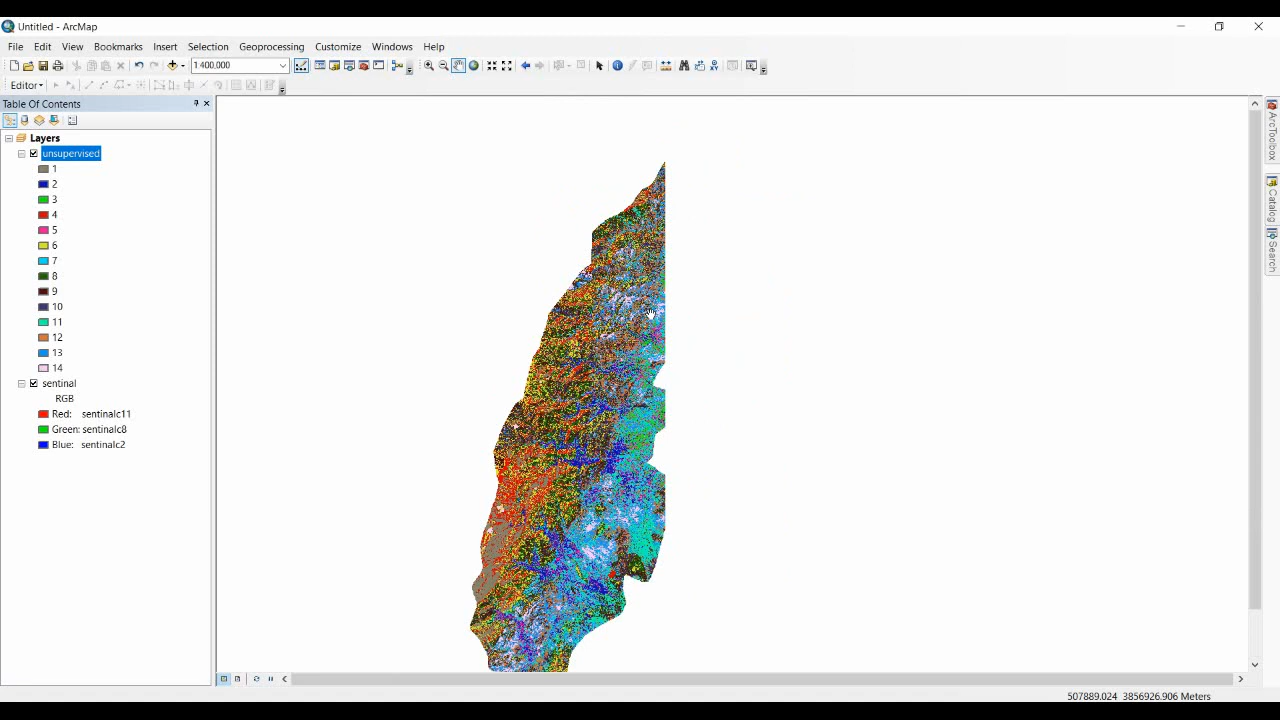 Untitled - ArcMap
File Edit View Bookmarks Insert Selection Geoprocessing Customize Windows Help
1:400,000
Editor
Table Of Contents
Layers
unsupervised
1
2
3
4
5
6
7
8
9
10
11
12
13
14
sentinal
RGB
Red: sentinalc11
Green: sentinalc8
Blue: sentinalc2
ArcToolbox
Catalog
Search
507889.024 3856926.906 Meters